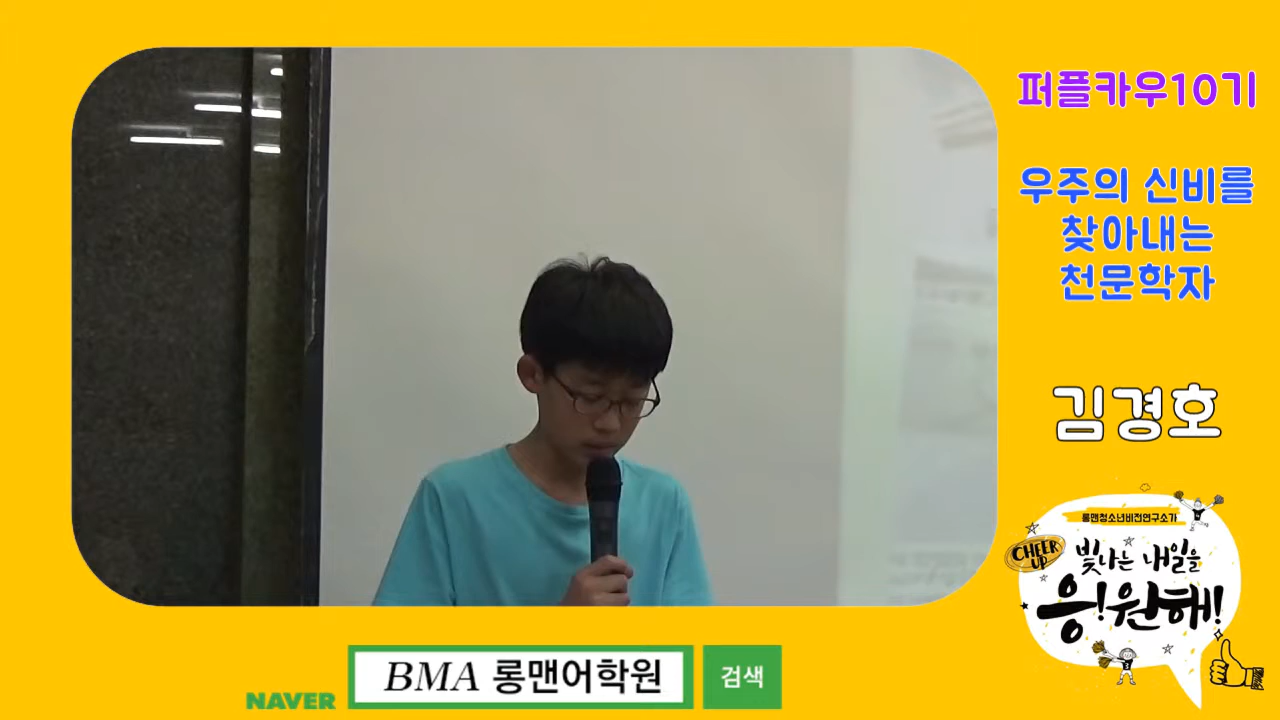 퍼플카우10기
우주의 신비를
찾아내는
천문학자
김경호
롱맨청소년비전연구소가
CHEER
UP
빛나는 내일을
응!원해!
NAVER
BMA 롱맨어학원
검색